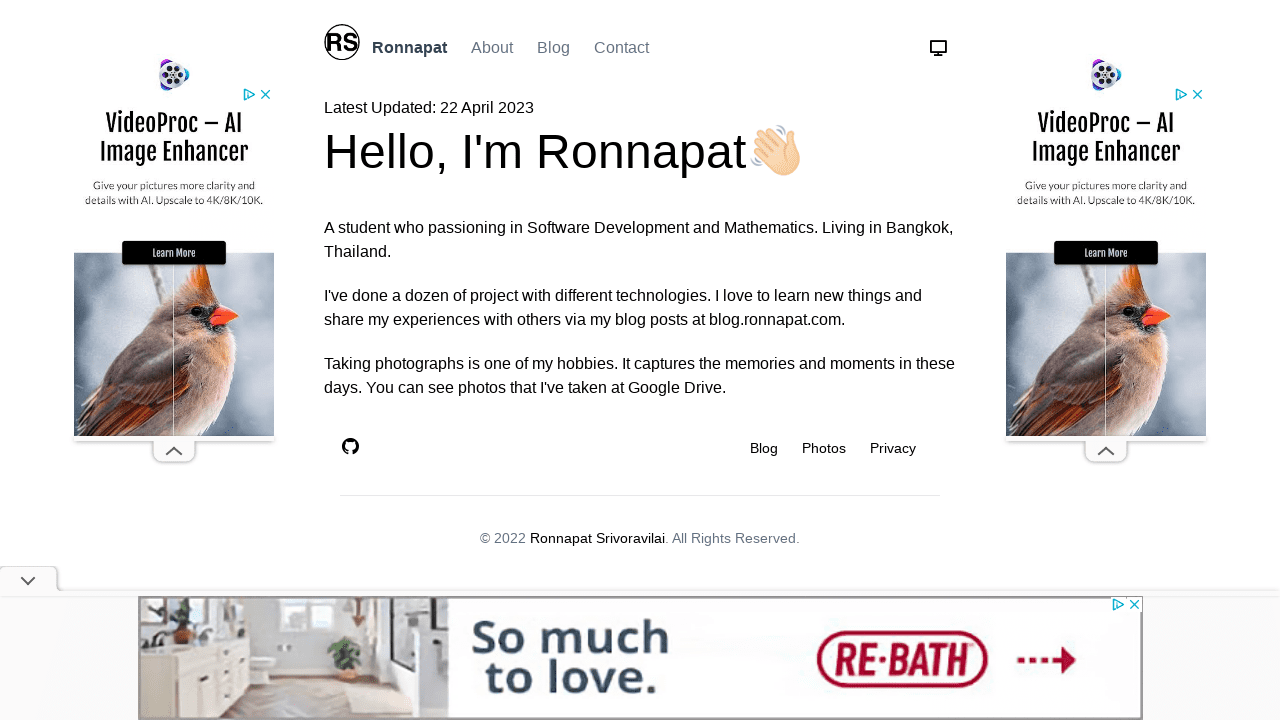 RS Ronnapat About Blog Contact
VideoProc – AI
Image Enhancer
Give your pictures more clarity and
details with AI. Upscale to 4K/8K/10K.
Learn More
Latest Updated: 22 April 2023
Hello, I'm Ronnapat👋🏼
A student who passioning in Software Development and Mathematics. Living in Bangkok,
Thailand.
I've done a dozen of project with different technologies. I love to learn new things and
share my experiences with others via my blog posts at blog.ronnapat.com.
Taking photographs is one of my hobbies. It captures the memories and moments in these
days. You can see photos that I've taken at Google Drive.
VideoProc – AI
Image Enhancer
Give your pictures more clarity and
details with AI. Upscale to 4K/8K/10K.
Learn More
Blog Photos Privacy
© 2022 Ronnapat Srivoravilai. All Rights Reserved.
So much
to love.
RE·BATH